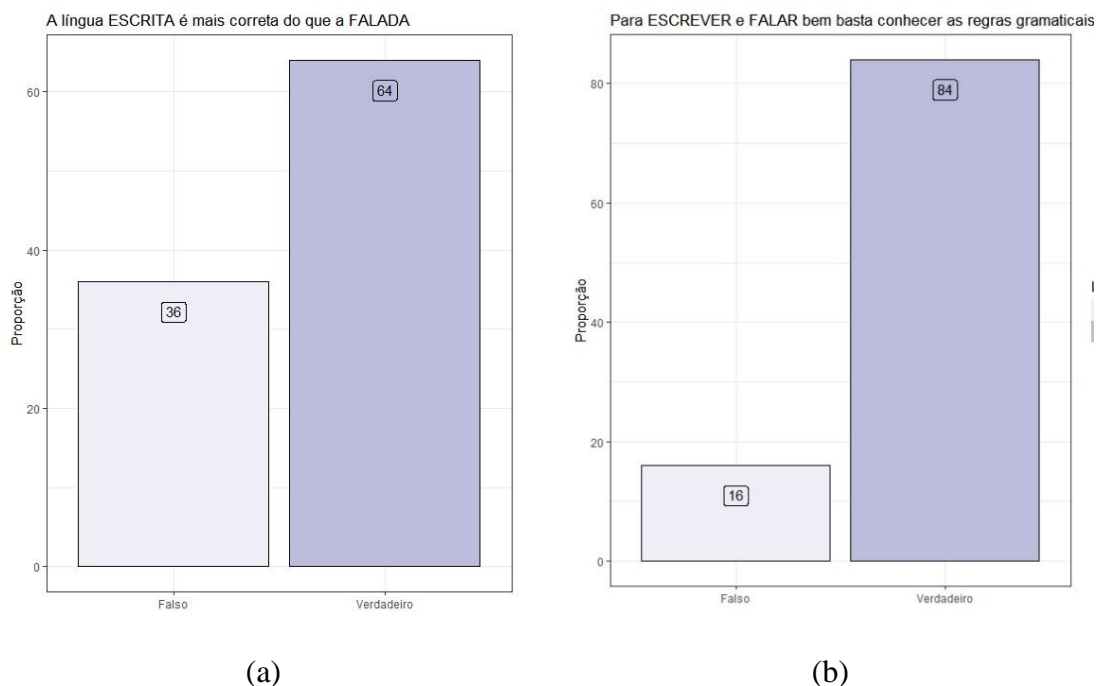 A língua ESCRITA é mais correta do que a FALADA
Proporção
60
40
20
0
64
36
Falso
Verdadeiro
(a)
Para ESCREVER e FALAR bem basta conhecer as regras gramaticais
Proporção
80
60
40
20
0
84
16
Falso
Verdadeiro
(b)